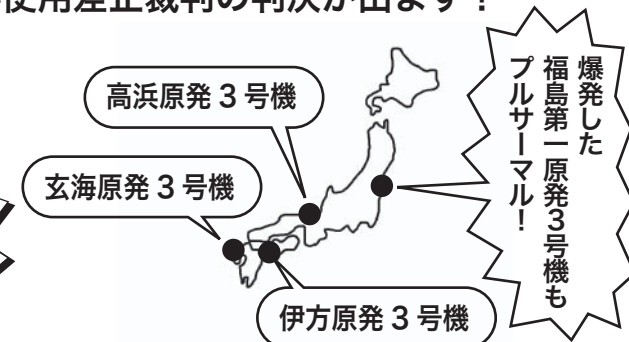 使用差止裁判の判決が出ます！
爆発した
福島第一原発3号機も
プルサーマル！
高浜原発 3 号機
玄海原発 3 号機
伊方原発 3 号機